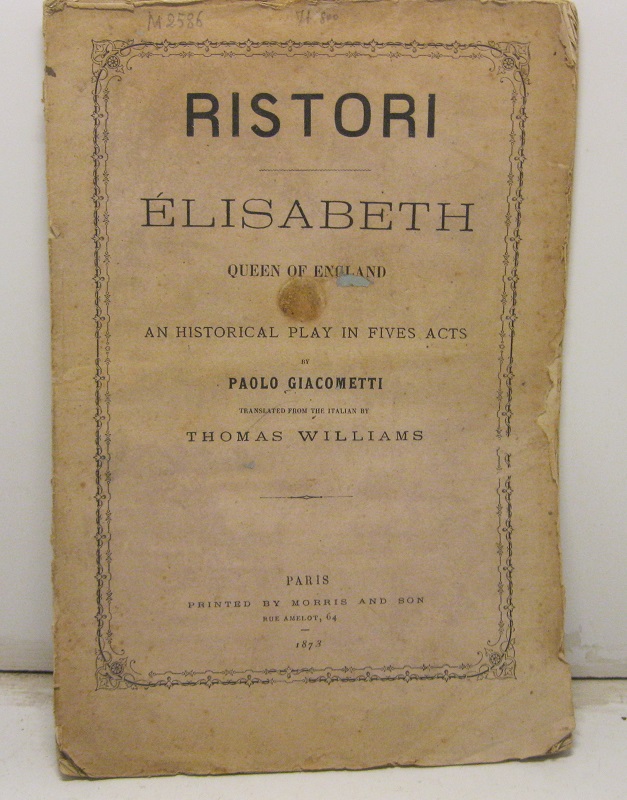 M 2586
RISTORI
ÉLISABETH
QUEEN OF ENGLAND
AN HISTORICAL PLAY IN FIVES ACTS
BY
PAOLO GIACOMETTI
TRANSLATED FROM THE ITALIAN BY
THOMAS WILLIAMS
PARIS
PRINTED BY MORRIS AND SON
RUE AMELOT, 64
1873